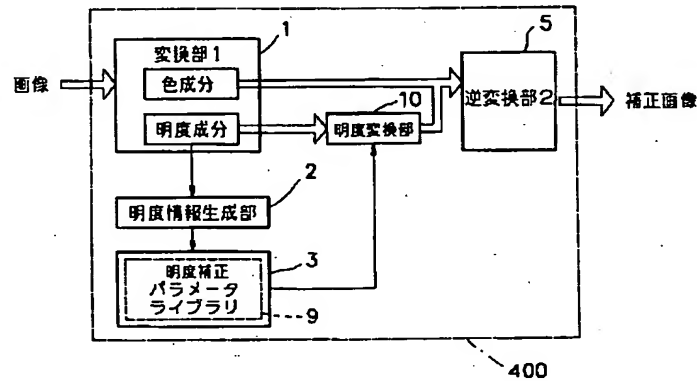 1
5
変換部1
画像
色成分
10
逆変換部2
補正画像
明度成分
明度変換部
2
明度情報生成部
3
明度補正
パラメータ
ライブラリ
9
400